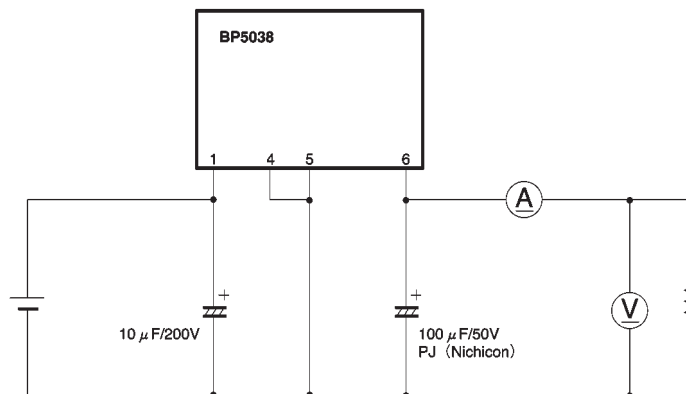 BP5038
1 4 5 6
A
+ +
V
10 μF/200V
100 μF/50V
PJ (Nichicon)